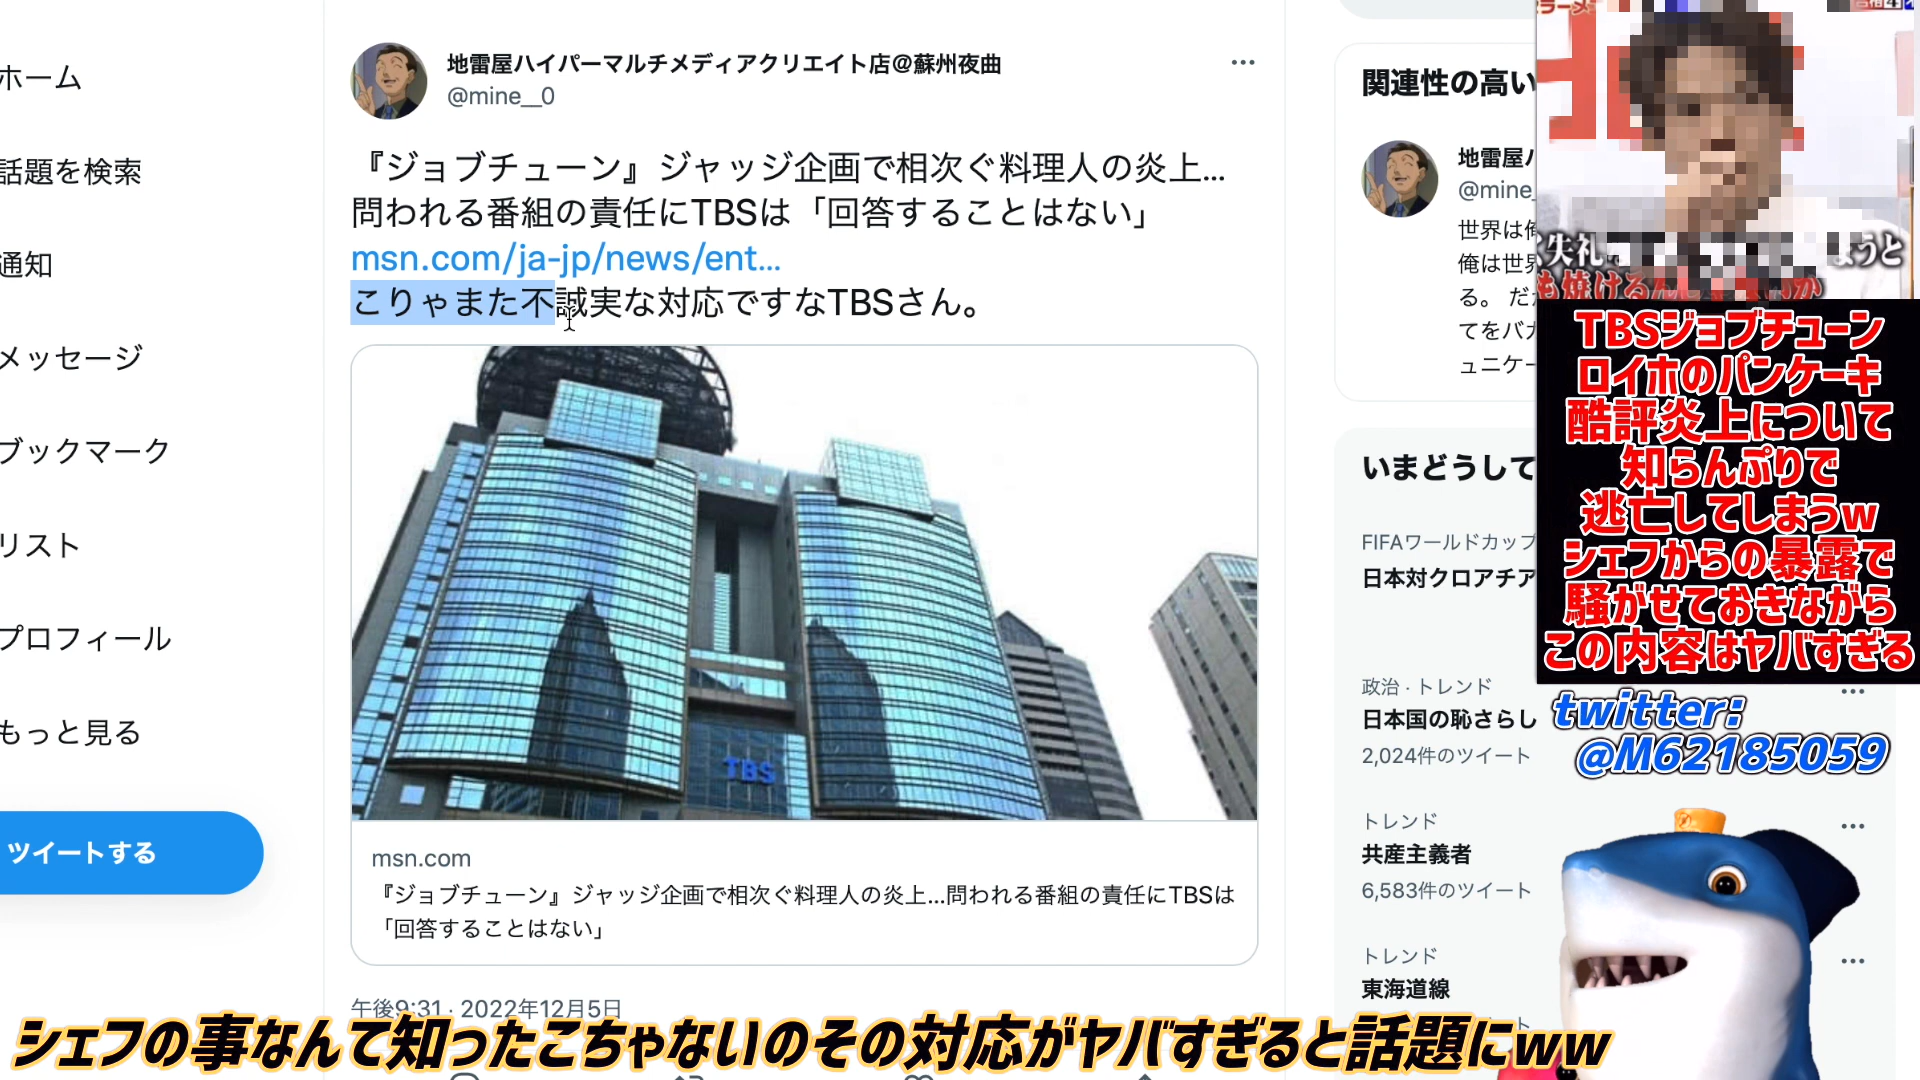 ホーム
話題を検索
通知
メッセージ
ブックマーク
リスト
プロフィール
もっと見る
ツイートする
地雷屋ハイパーマルチメディアクリエイト店@蘇州夜曲
@mine__0
『ジョブチューン』ジャッジ企画で相次ぐ料理人の炎上...
問われる番組の責任にTBSは「回答することはない」
msn.com/ja-jp/news/ent...
こりゃまた不誠実な対応ですなTBSさん。
TBS
msn.com
『ジョブチューン』ジャッジ企画で相次ぐ料理人の炎上...問われる番組の責任にTBSは
「回答することはない」
午後9:31 · 2022年12月5日
関連性の高い
地雷屋
@mine_
世界は
俺は世界
る。 だ
てをバカ
ュニケー
いまどうして
FIFAワールドカップ
日本対クロアチア
政治 · トレンド
日本国の恥さらし
2,024件のツイート
トレンド
共産主義者
6,583件のツイート
トレンド
東海道線
失礼
ようと
も焼ける
TBSジョブチューン
ロイホのパンケーキ
酷評炎上について
知らんぷりで
逃亡してしまうw
シェフからの暴露で
騒がせておきながら
この内容はヤバすぎる
twitter:
@M62185059
シェフの事なんて知ったこちゃないのその対応がヤバすぎると話題にww